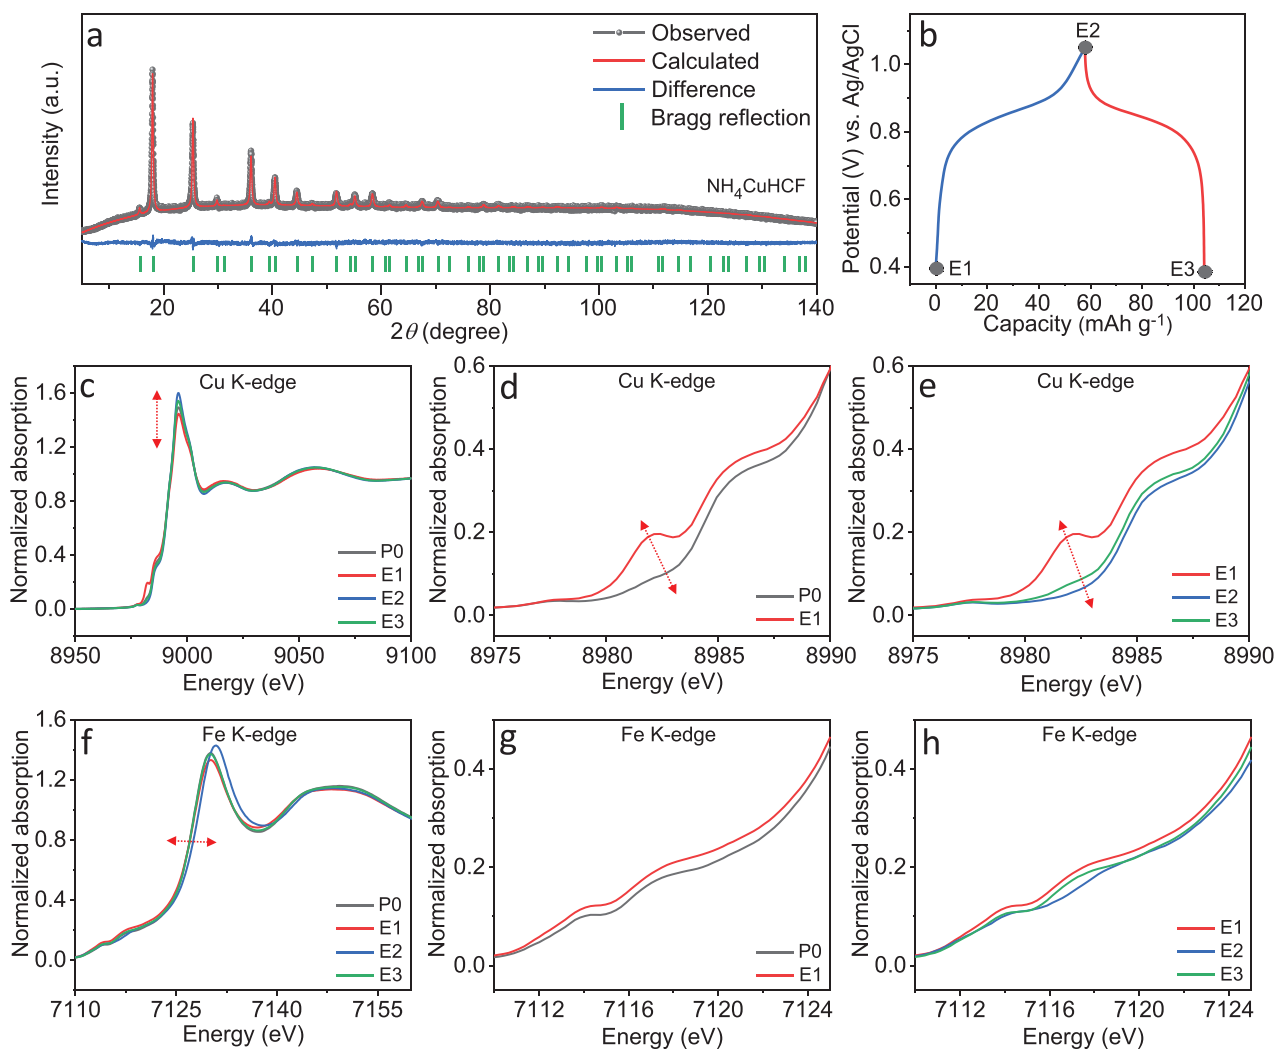 a
Observed
Calculated
Difference
Bragg reflection
NH4CuHCF
Intensity (a.u.)
20 40 60 80 100 120 140
2θ (degree)
b
E2
E1
E3
1.0
0.8
0.6
0.4
Potential (V) vs. Ag/AgCl
0 20 40 60 80 100 120
Capacity (mAh g-1)
c
Cu K-edge
1.6
1.2
0.8
0.4
0.0
Normalized absorption
P0
E1
E2
E3
8950 9000 9050 9100
Energy (eV)
d
Cu K-edge
0.6
0.4
0.2
0.0
Normalized absorption
P0
E1
8975 8980 8985 8990
Energy (eV)
e
Cu K-edge
0.6
0.4
0.2
0.0
Normalized absorption
E1
E2
E3
8975 8980 8985 8990
Energy (eV)
f
Fe K-edge
1.6
1.2
0.8
0.4
0.0
Normalized absorption
P0
E1
E2
E3
7110 7125 7140 7155
Energy (eV)
g
Fe K-edge
0.4
0.2
0.0
Normalized absorption
P0
E1
7112 7116 7120 7124
Energy (eV)
h
Fe K-edge
0.4
0.2
0.0
Normalized absorption
E1
E2
E3
7112 7116 7120 7124
Energy (eV)